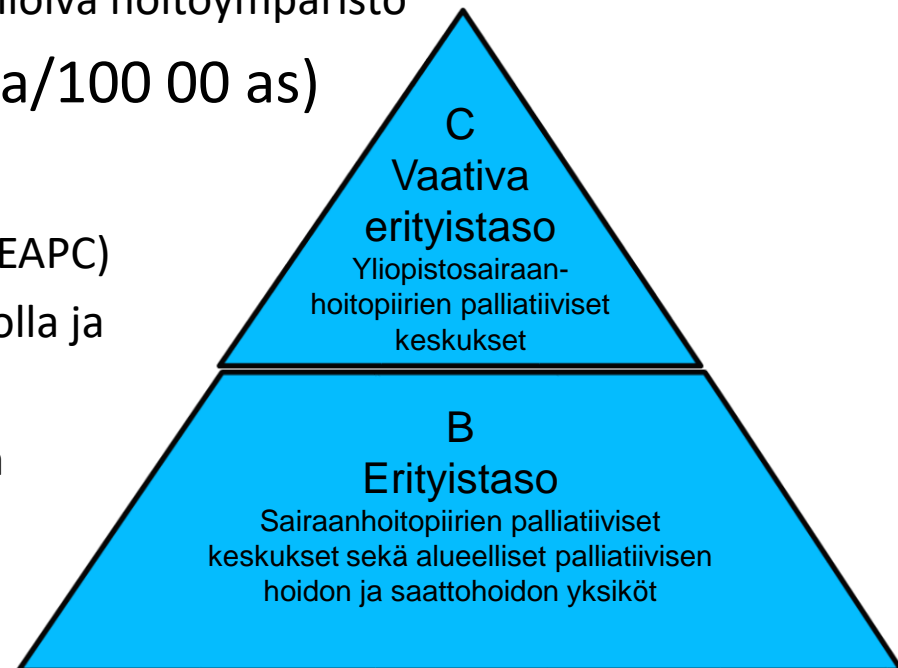 hoitoympäristö
a/100 00 as)
C
Vaativa
erityistaso
Yliopistosairaan-
hoitopiirien palliatiiviset
keskukset
EAPC)
olla ja
B
Erityistaso
Sairaanhoitopiirien palliatiiviset
keskukset sekä alueelliset palliatiivisen
hoidon ja saattohoidon yksiköt